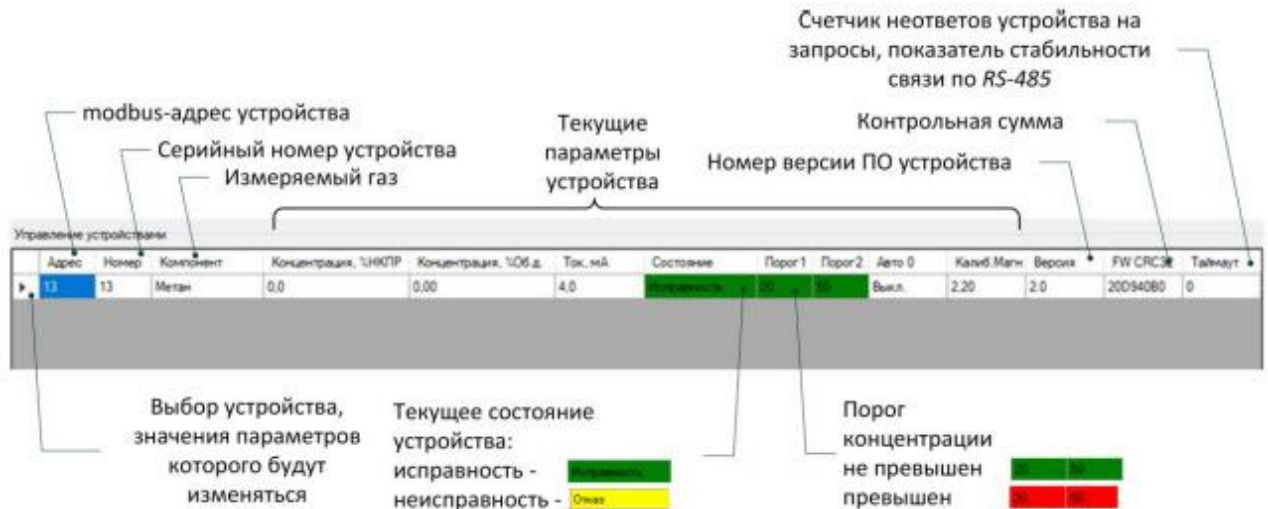 Счетчик неответов устройства на
запросы, показатель стабильности
связи по RS-485
modbus-адрес устройства
Текущие
параметры
устройства
Контрольная сумма
Серийный номер устройства
Номер версии ПО устройства
Измеряемый газ
Управление устройствами
Адрес Номер Компонент Концентрация, %НКПР Концентрация, %Об.д. Ток, мА Состояние Порог1 Порог2 Авто 0 Калиб.Магн Версия FW CRC32 Таймаут
13 13 Метан 0,0 0,00 4,0 Исправность 20 50 Выкл. 2.20 2.0 20D940B0 0
Выбор устройства,
значения параметров
которого будут
изменяться
Текущее состояние
устройства:
исправность - Исправность
неисправность - Отказ
Порог
концентрации
не превышен 20 50
превышен 20 50